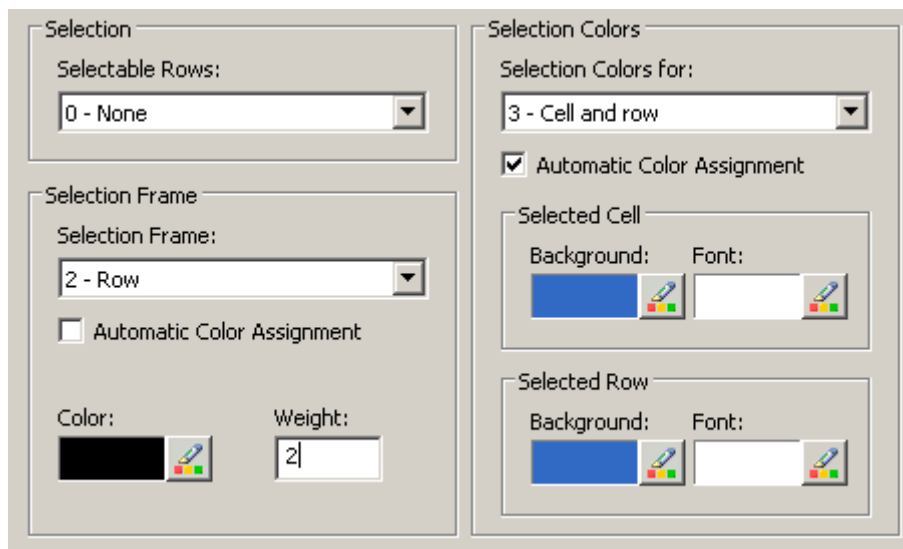 Selection
Selectable Rows:
0 - None
Selection Frame
Selection Frame:
2 - Row
Automatic Color Assignment
Color: Weight:
2
Selection Colors
Selection Colors for:
3 - Cell and row
Automatic Color Assignment
Selected Cell
Background: Font:
Selected Row
Background: Font: